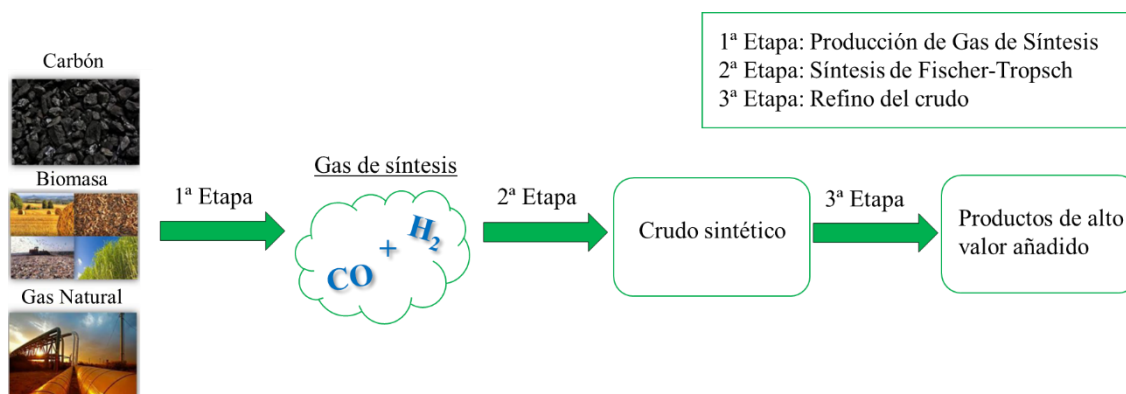 Carbón
Biomasa
Gas Natural
1ª Etapa
Gas de síntesis
CO + H₂
2ª Etapa
Crudo sintético
3ª Etapa
Productos de alto
valor añadido
1ª Etapa: Producción de Gas de Síntesis
2ª Etapa: Síntesis de Fischer-Tropsch
3ª Etapa: Refino del crudo